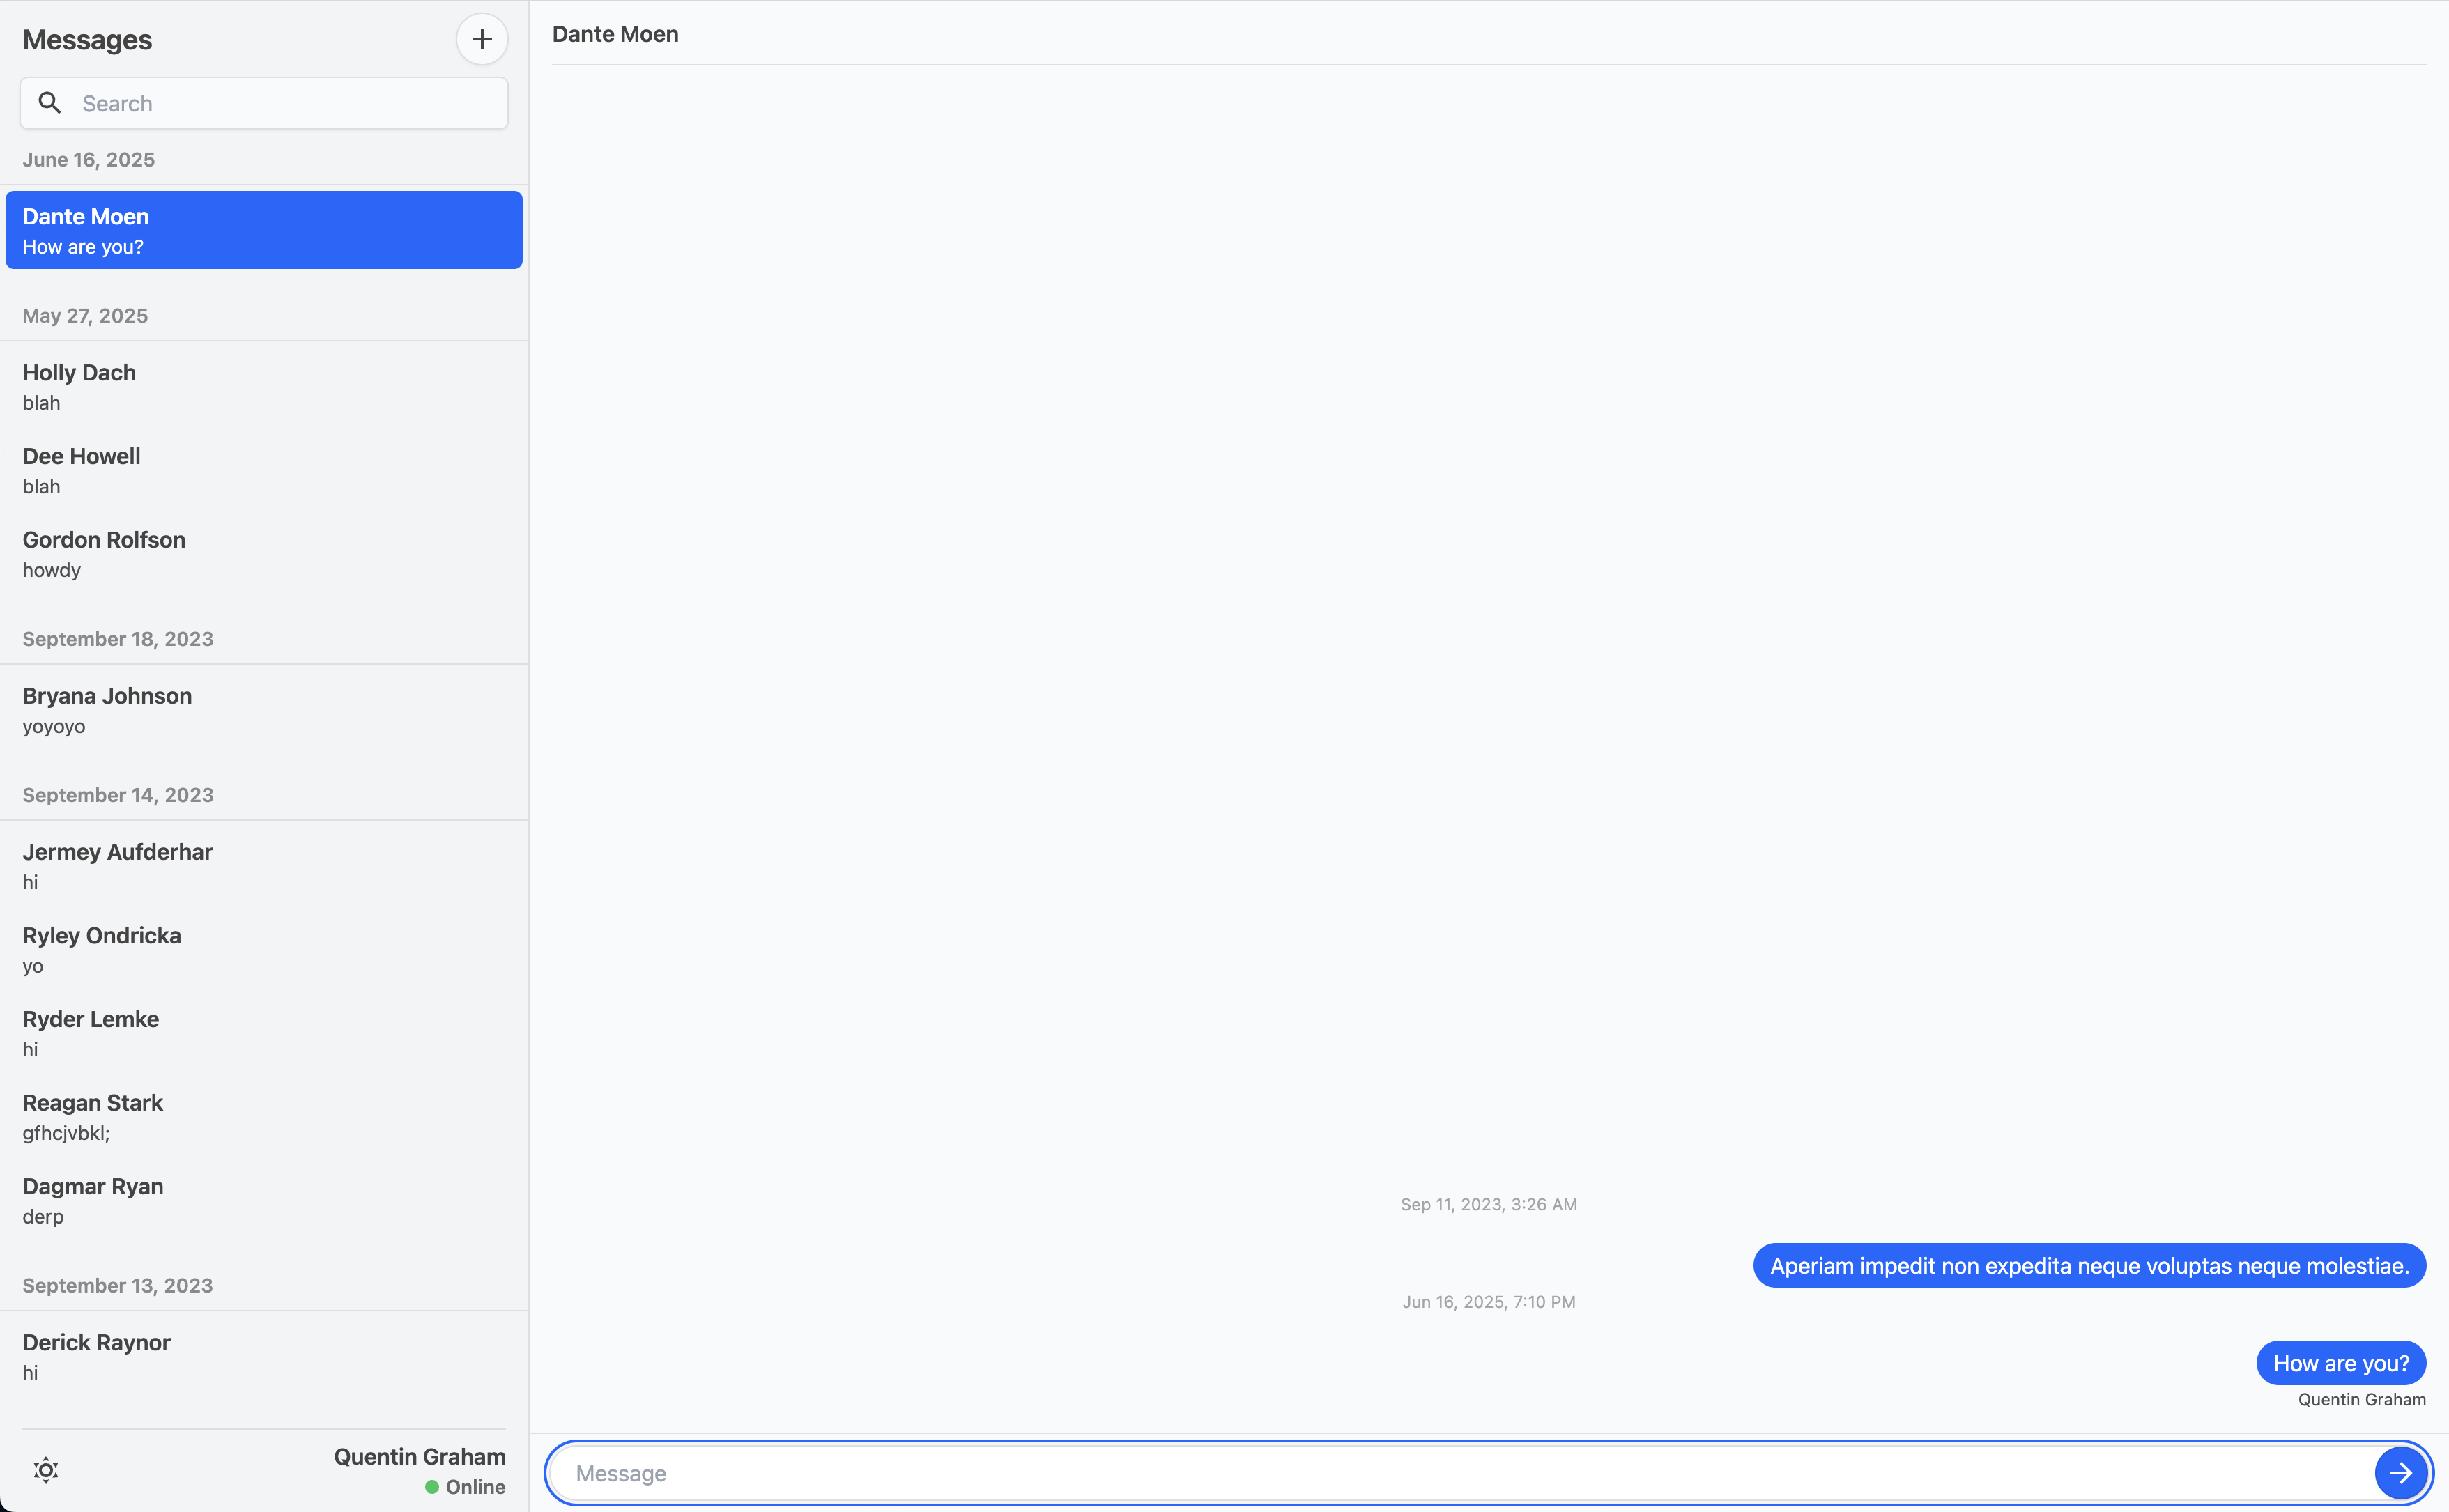 Messages
Search
June 16, 2025
Dante Moen
How are you?
May 27, 2025
Holly Dach
blah
Dee Howell
blah
Gordon Rolfson
howdy
September 18, 2023
Bryana Johnson
yoyoyo
September 14, 2023
Jermey Aufderhar
hi
Ryley Ondricka
yo
Ryder Lemke
hi
Reagan Stark
gfhcjvbkl;
Dagmar Ryan
derp
September 13, 2023
Derick Raynor
hi
Quentin Graham
Online
Dante Moen
Sep 11, 2023, 3:26 AM
Aperiam impedit non expedita neque voluptas neque molestiae.
Jun 16, 2025, 7:10 PM
How are you?
Quentin Graham
Message